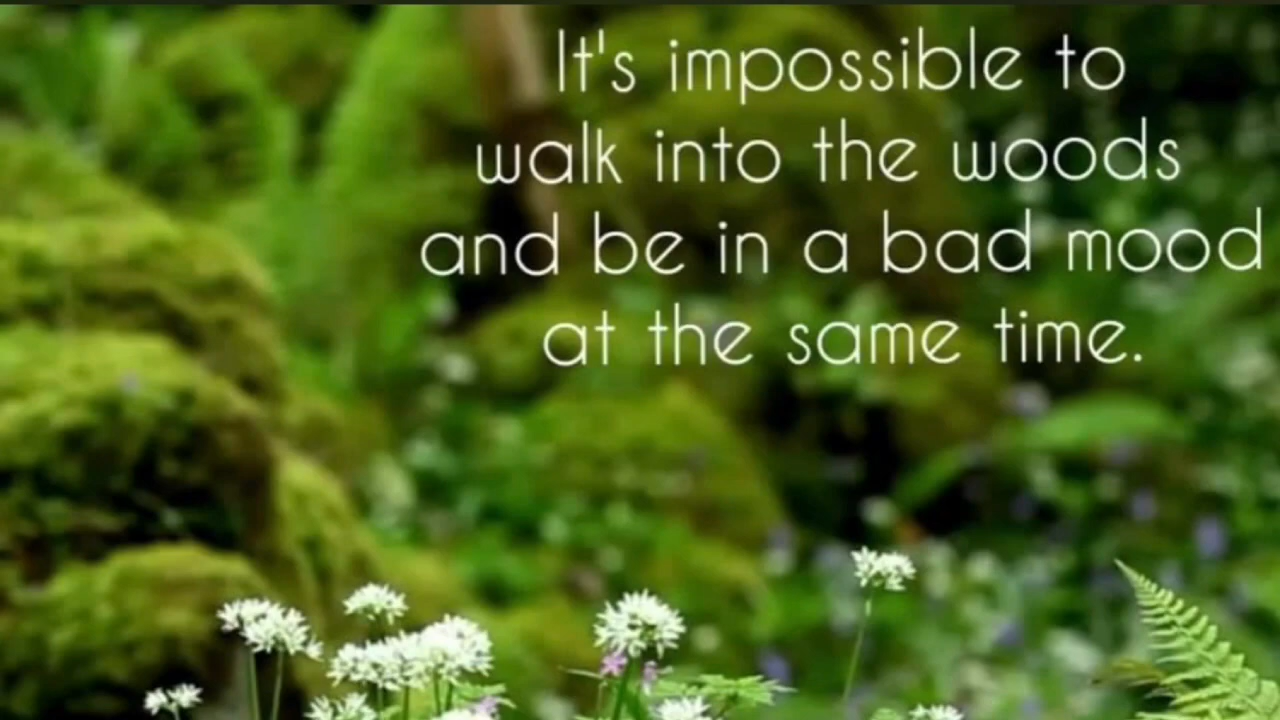 It's impossible to
walk into the woods
and be in a bad mood
at the same time.